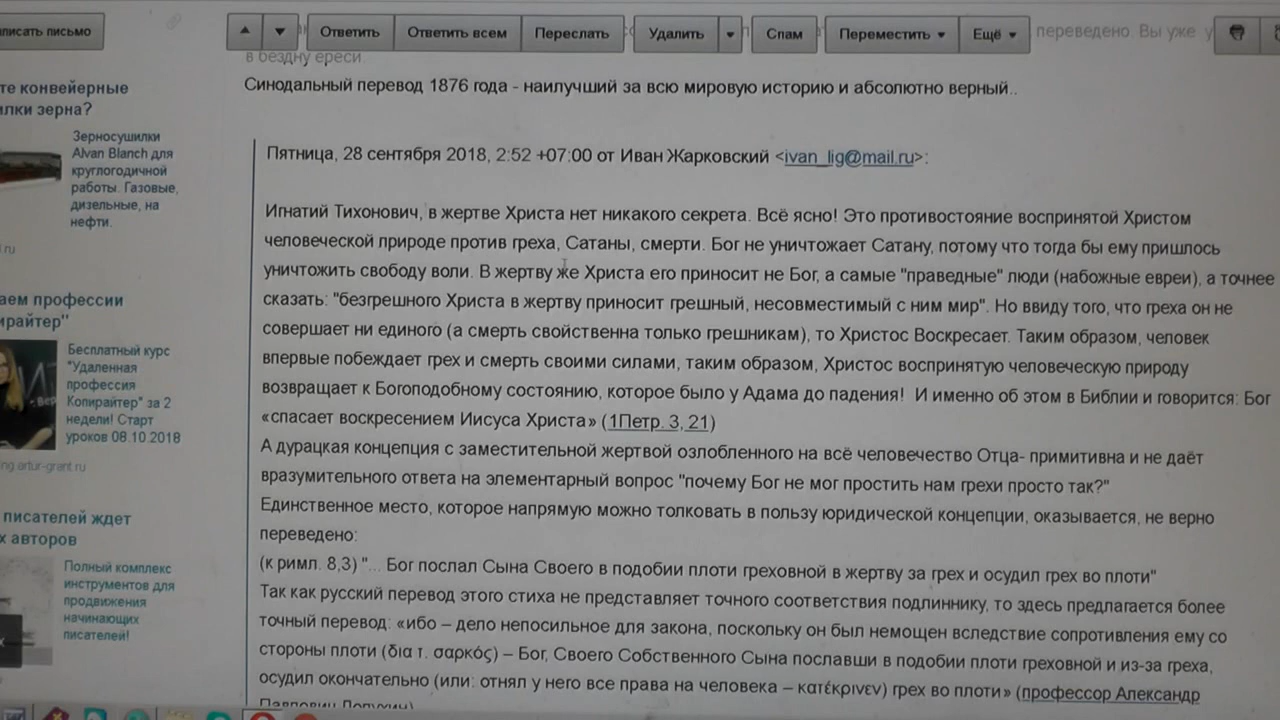 писать письмо
Ответить
Ответить всем
Переслать
Удалить
Спам
Переместить
Ещё
переведено. Вы уже
в бездну ереси.
Синодальный перевод 1876 года - наилучший за всю мировую историю и абсолютно верный..
Пятница, 28 сентября 2018, 2:52 +07:00 от Иван Жарковский <ivan_lig@mail.ru>:
Игнатий Тихонович, в жертве Христа нет никакого секрета. Всё ясно! Это противостояние воспринятой Христом
человеческой природе против греха, Сатаны, смерти. Бог не уничтожает Сатану, потому что тогда бы ему пришлось
уничтожить свободу воли. В жертву же Христа его приносит не Бог, а самые "праведные" люди (набожные евреи), а точнее
сказать: "безгрешного Христа в жертву приносит грешный, несовместимый с ним мир". Но ввиду того, что греха он не
совершает ни единого (а смерть свойственна только грешникам), то Христос Воскресает. Таким образом, человек
впервые побеждает грех и смерть своими силами, таким образом, Христос воспринятую человеческую природу
возвращает к Богоподобному состоянию, которое было у Адама до падения! И именно об этом в Библии и говорится: Бог
«спасает воскресением Иисуса Христа» (1Петр. 3, 21)
А дурацкая концепция с заместительной жертвой озлобленного на всё человечество Отца- примитивна и не даёт
вразумительного ответа на элементарный вопрос "почему Бог не мог простить нам грехи просто так?"
Единственное место, которое напрямую можно толковать в пользу юридической концепции, оказывается, не верно
переведено:
(к римл. 8,3) "... Бог послал Сына Своего в подобии плоти греховной в жертву за грех и осудил грех во плоти"
Так как русский перевод этого стиха не представляет точного соответствия подлиннику, то здесь предлагается более
точный перевод: «ибо – дело непосильное для закона, поскольку он был немощен вследствие сопротивления ему со
стороны плоти (δια τ. σαρκός) – Бог, Своего Собственного Сына пославши в подобии плоти греховной и из-за греха,
осудил окончательно (или: отнял у него все права на человека – κατέκρινεν) грех во плоти» (профессор Александр
Павлович Лопухин)
те конвейерные
илки зерна?
Зерносушилки
Alvan Blanch для
круглогодичной
работы. Газовые,
дизельные, на
нефти.
.ru
аем профессии
ирайтер"
Бесплатный курс
"Удаленная
профессия
Копирайтер" за 2
недели! Старт
уроков 08.10.2018
ing.artur-grant.ru
писателей ждет
х авторов
Полный комплекс
инструментов для
продвижения
начинающих
писателей!